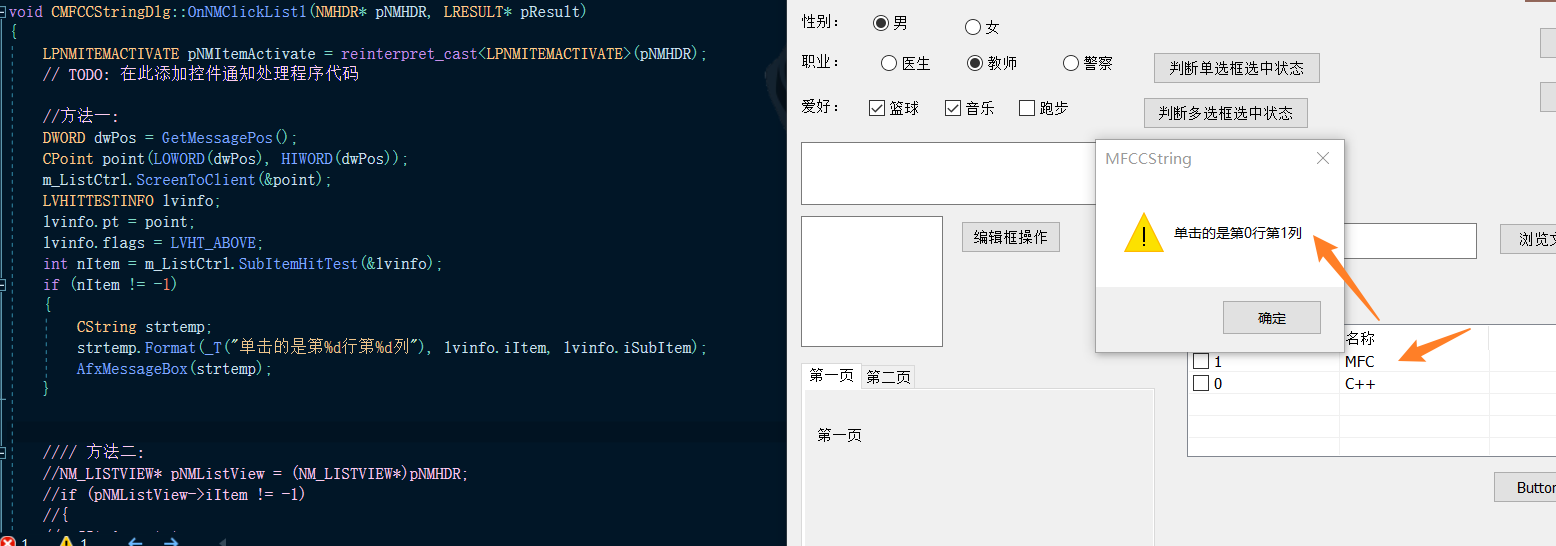 void CMFCCStringDlg::OnNMClickList1(NMHDR* pNMHDR, LRESULT* pResult)
{
LPNMITEMACTIVATE pNMItemActivate = reinterpret_cast<LPNMITEMACTIVATE>(pNMHDR);
// TODO: 在此添加控件通知处理程序代码
//方法一:
DWORD dwPos = GetMessagePos();
CPoint point(LOWORD(dwPos), HIWORD(dwPos));
m_ListCtrl.ScreenToClient(&point);
LVHITTESTINFO lvinfo;
lvinfo.pt = point;
lvinfo.flags = LVHT_ABOVE;
int nItem = m_ListCtrl.SubItemHitTest(&lvinfo);
if (nItem != -1)
{
CString strtemp;
strtemp.Format(_T("单击的是第%d行第%d列"), lvinfo.iItem, lvinfo.iSubItem);
AfxMessageBox(strtemp);
}
//// 方法二:
//NM_LISTVIEW* pNMListView = (NM_LISTVIEW*)pNMHDR;
//if (pNMListView->iItem != -1)
//{
1 1
性别: 男 女
职业: 医生 教师 警察 判断单选框选中状态
爱好: 篮球 音乐 跑步 判断多选框选中状态
MFCCString
单击的是第0行第1列
确定
编辑框操作
浏览文
名称
1 MFC
0 C++
第一页 第二页
第一页
Button